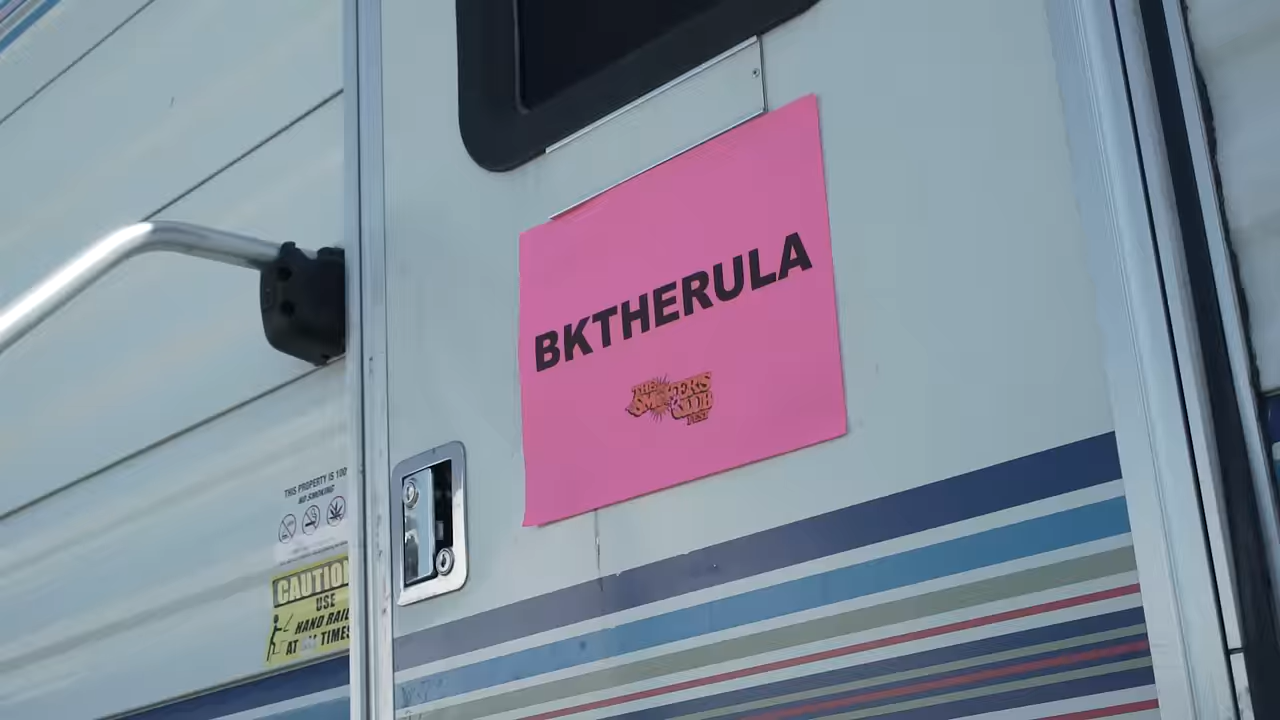 BKTHERULA
THE
SMOKERS
CLUB
FEST
THIS PROPERTY IS 100
NO SMOKING
CAUTION
USE
HAND RAIL
AT ALL TIMES